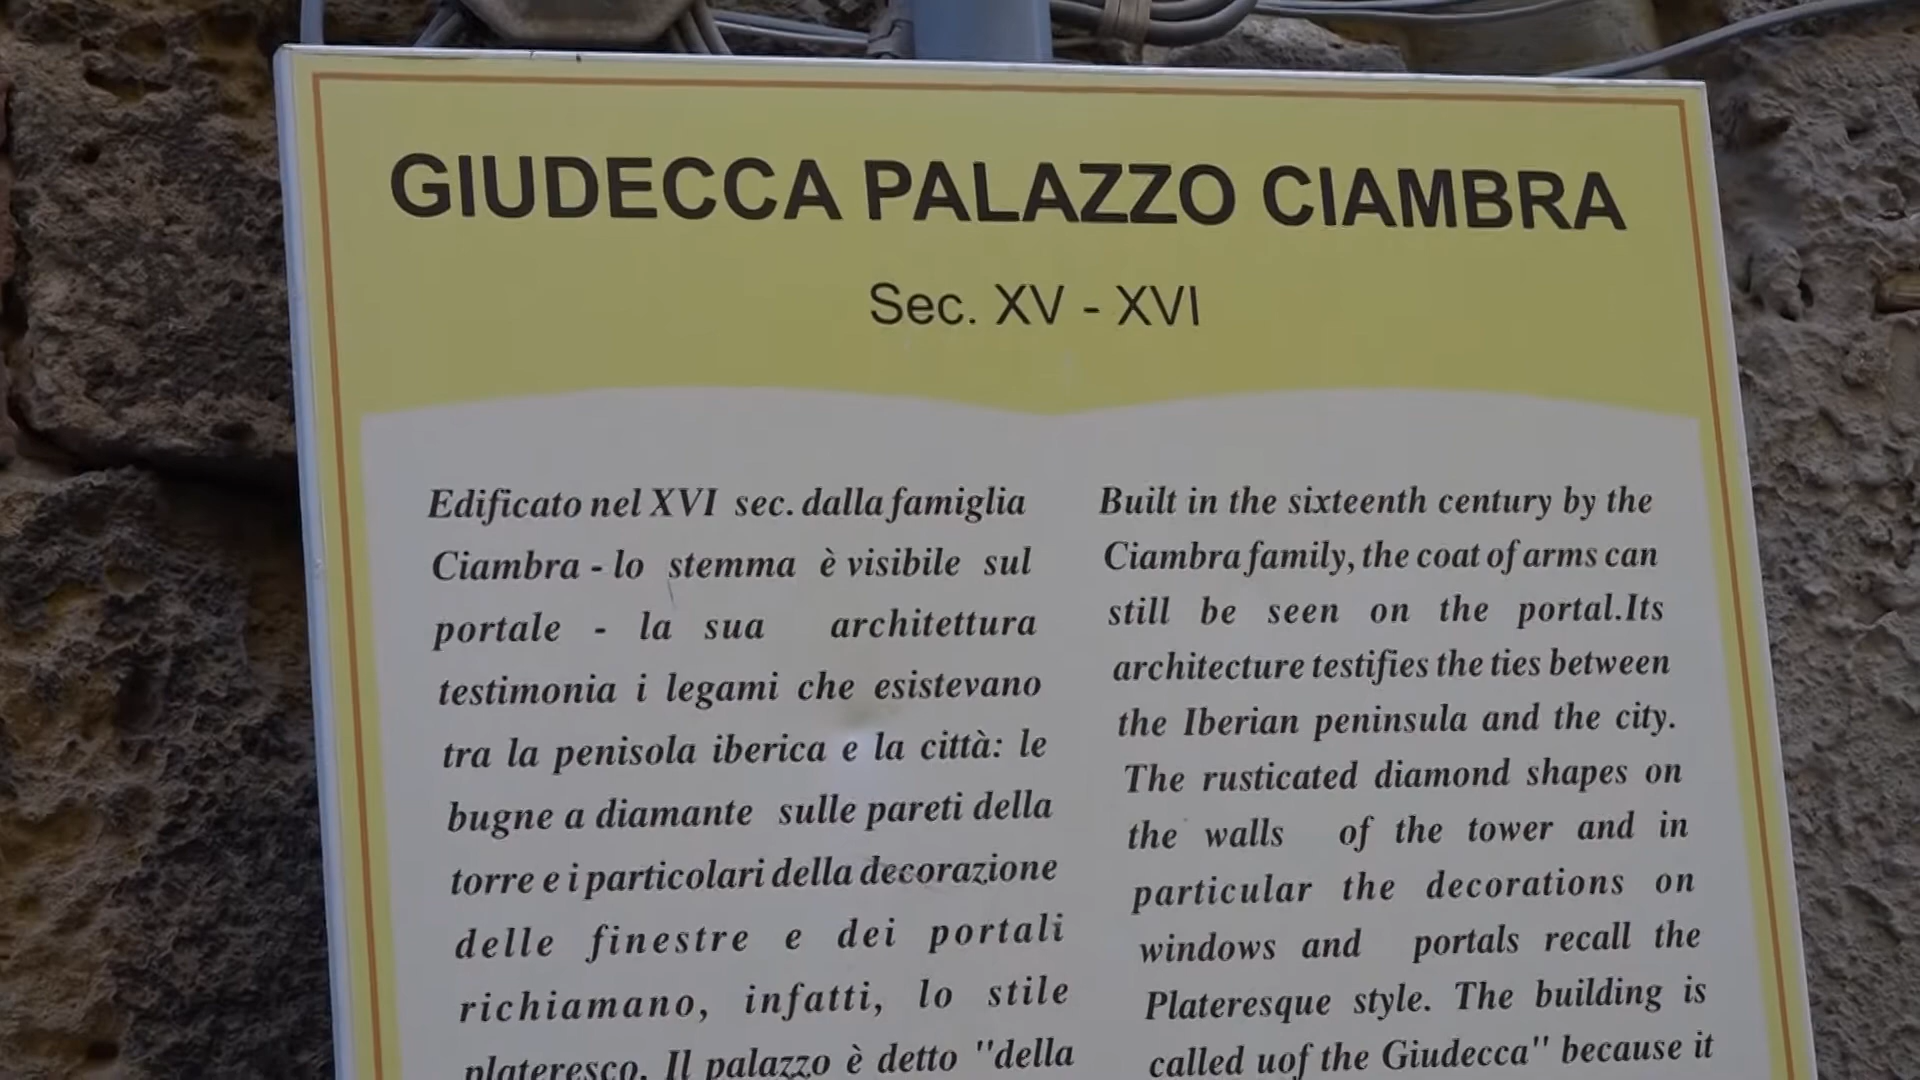 GIUDECCA PALAZZO CIAMBRA
Sec. XV - XVI
Edificato nel XVI sec. dalla famiglia
Ciambra - lo stemma è visibile sul
portale - la sua architettura
testimonia i legami che esistevano
tra la penisola iberica e la città: le
bugne a diamante sulle pareti della
torre e i particolari della decorazione
delle finestre e dei portali
richiamano, infatti, lo stile
plateresco. Il palazzo è detto "della
Built in the sixteenth century by the
Ciambra family, the coat of arms can
still be seen on the portal.Its
architecture testifies the ties between
the Iberian peninsula and the city.
The rusticated diamond shapes on
the walls of the tower and in
particular the decorations on
windows and portals recall the
Plateresque style. The building is
called uof the Giudecca" because it